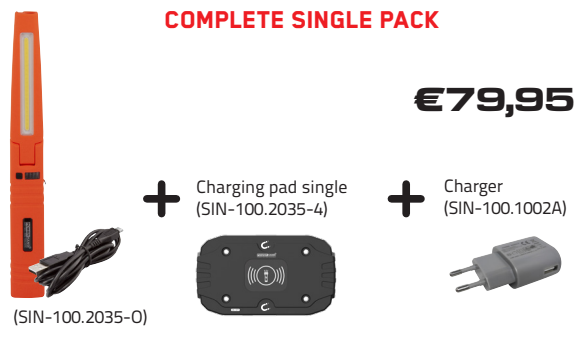 COMPLETE SINGLE PACK
€79,95
Charging pad single
(SIN-100.2035-4)
Charger
(SIN-100.1002A)
(SIN-100.2035-O)